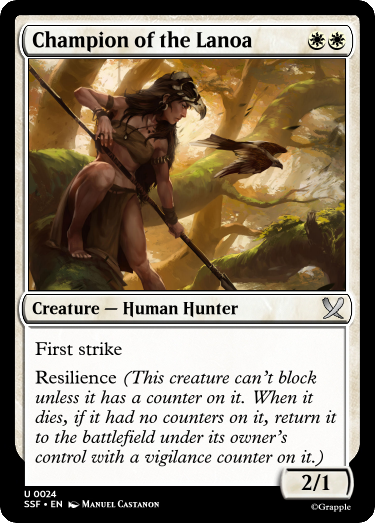 Champion of the Lanoa
Creature — Human Hunter
First strike
Resilience (This creature can't block
unless it has a counter on it. When it
dies, if it had no counters on it, return it
to the battlefield under its owner's
control with a vigilance counter on it.)
2/1
U 0024
SSF • EN Manuel Castanon
©Grapple